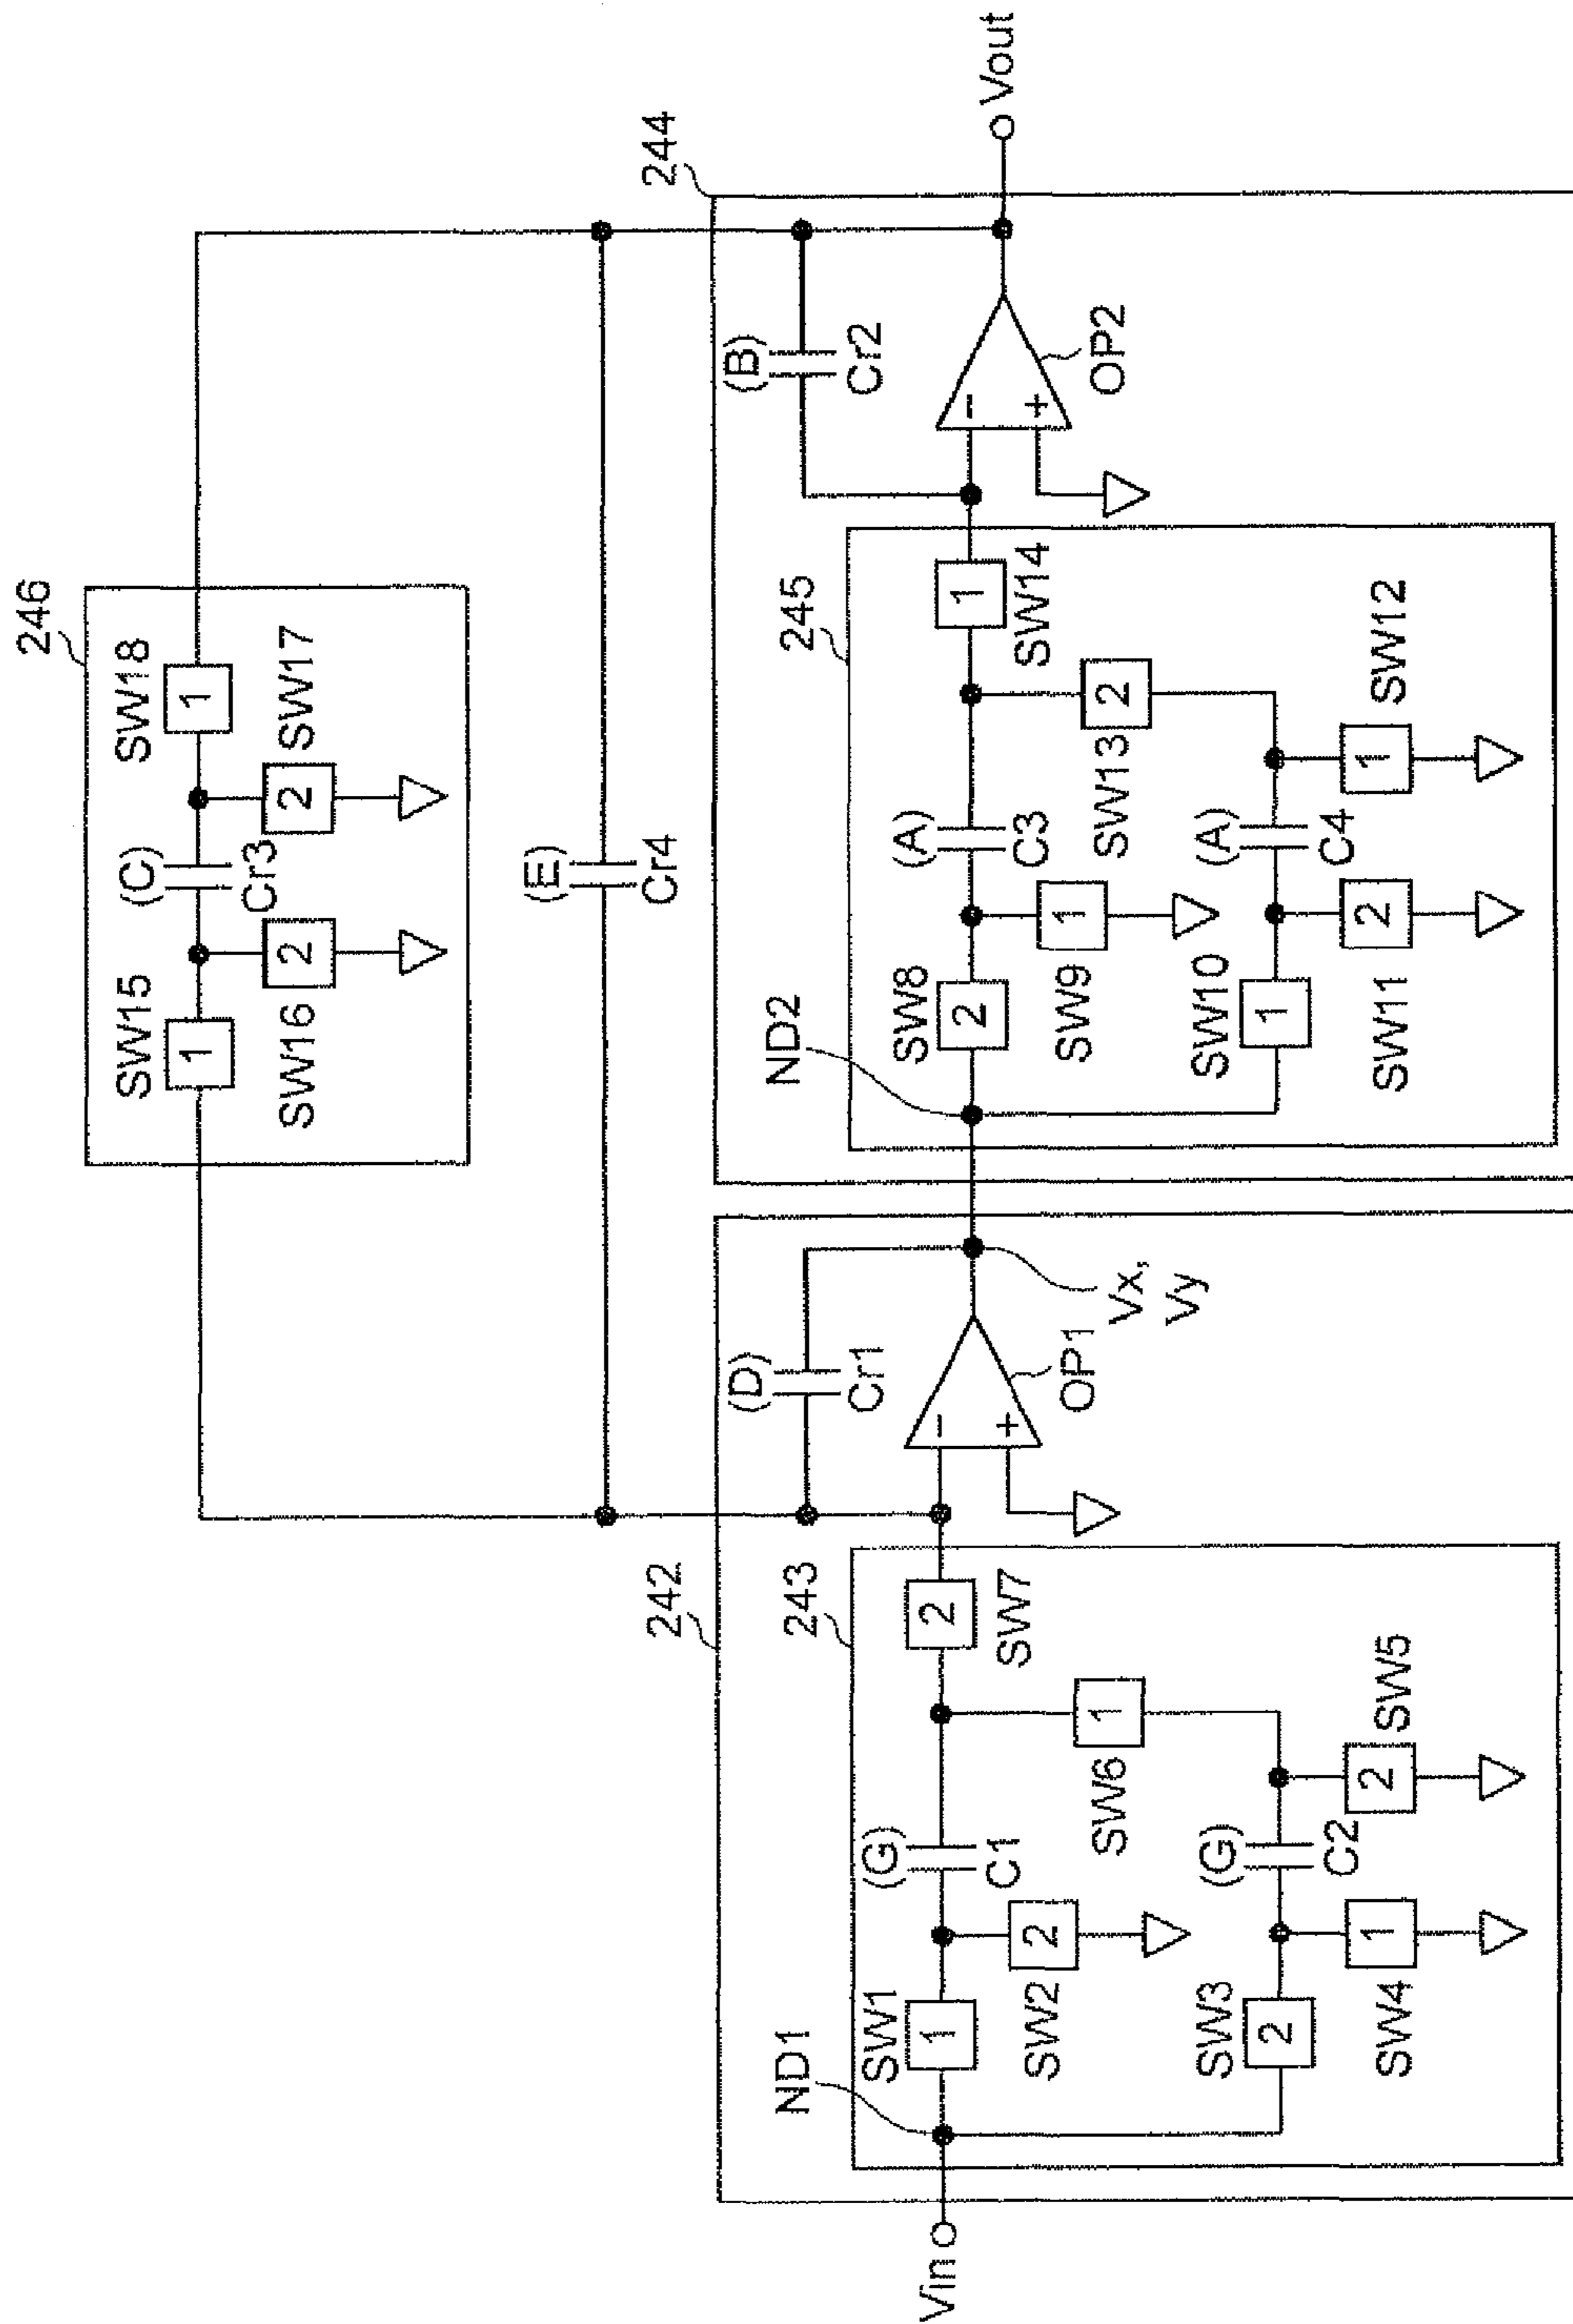 246
SW15
1
(C)
Cr3
SW18
1
SW16
2
2
SW17
(E)
Cr4
242
244
(D)
Cr1
(B)
Cr2
243
245
ND1
SW1
1
(G)
C1
2
SW7
-
+
OP1
Vx,
Vy
ND2
SW8
2
(A)
C3
1
SW14
-
+
OP2
Vin
Vout
SW2
2
SW6
1
SW9
1
SW13
2
SW3
2
(G)
C2
SW10
1
(A)
C4
SW4
1
2
SW5
SW11
2
1
SW12